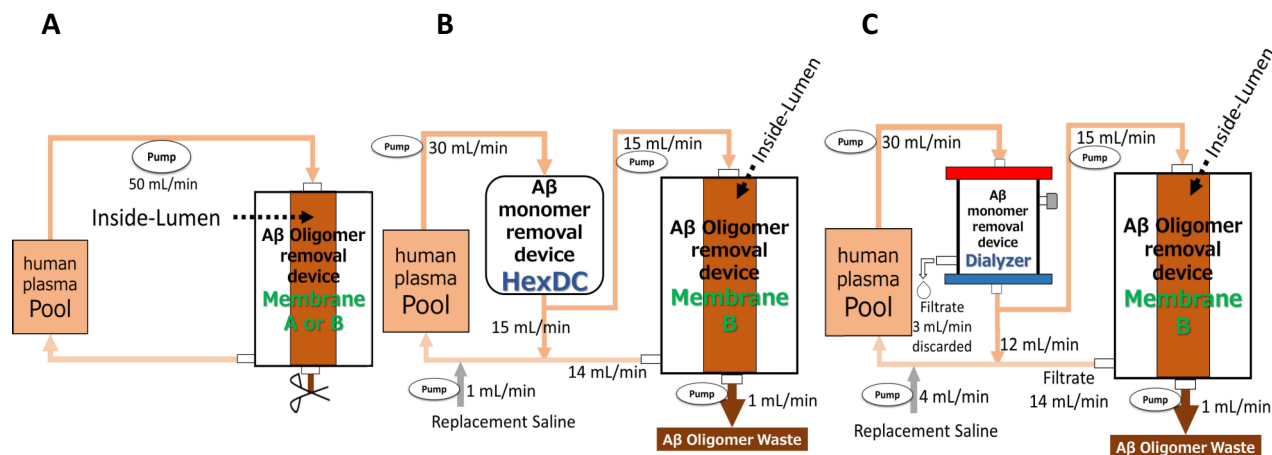 A
Pump
50 mL/min
Inside-Lumen
human
plasma
Pool
Aβ Oligomer
removal
device
Membrane
A or B
B
Pump
30 mL/min
Aβ
monomer
removal
device
HexDC
15 mL/min
Pump
Inside-Lumen
human
plasma
Pool
Aβ Oligomer
removal
device
Membrane
B
15 mL/min
14 mL/min
Pump
1 mL/min
Replacement Saline
Pump
1 mL/min
Aβ Oligomer Waste
C
Pump
30 mL/min
Aβ
monomer
removal
device
Dialyzer
15 mL/min
Pump
Inside-Lumen
human
plasma
Pool
Filtrate
3 mL/min
discarded
Aβ Oligomer
removal
device
Membrane
B
12 mL/min
Filtrate
14 mL/min
Pump
4 mL/min
Replacement Saline
Pump
1 mL/min
Aβ Oligomer Waste